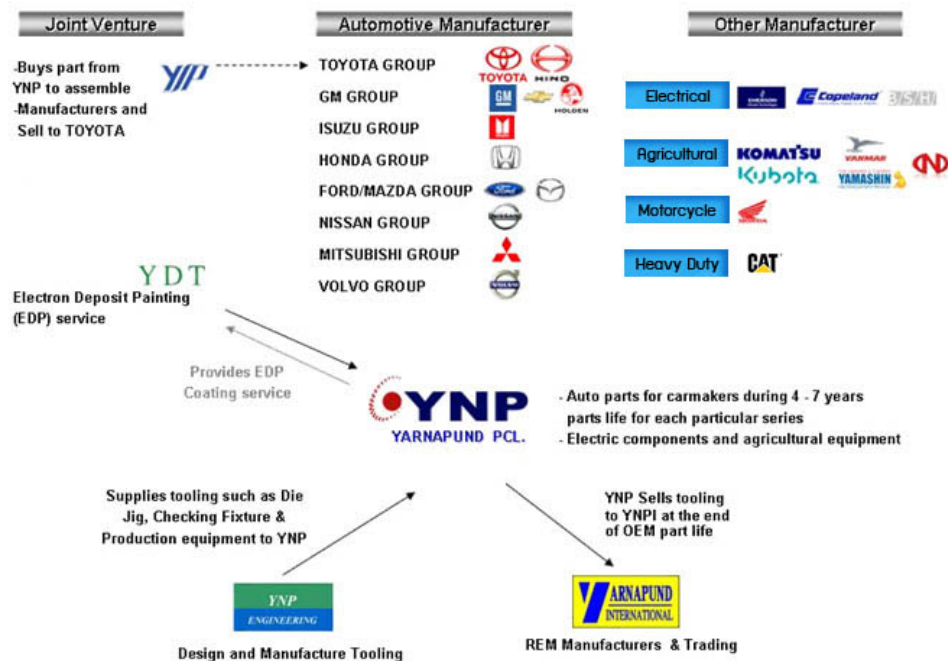 Joint Venture
Automotive Manufacturer
Other Manufacturer
-Buys part from
YNP to assemble
-Manufacturers and
Sell to TOYOTA
YIP
TOYOTA GROUP
TOYOTA
HINO
GM GROUP
GM
HOLDEN
ISUZU GROUP
HONDA GROUP
FORD/MAZDA GROUP
Ford
NISSAN GROUP
NISSAN
MITSUBISHI GROUP
VOLVO GROUP
VOLVO
Electrical
EMERSON
Copeland
B/S/H/
Agricultural
KOMATSU
YANMAR
Kubota
YAMASHIN
Motorcycle
HONDA
Heavy Duty
CAT
YDT
Electron Deposit Painting
(EDP) service
Provides EDP
Coating service
YNP
YARNAPUND PCL.
- Auto parts for carmakers during 4 - 7 years
parts life for each particular series
- Electric components and agricultural equipment
Supplies tooling such as Die
Jig, Checking Fixture &
Production equipment to YNP
YNP Sells tooling
to YNPI at the end
of OEM part life
YNP
ENGINEERING
Design and Manufacture Tooling
YARNAPUND
INTERNATIONAL
REM Manufacturers & Trading